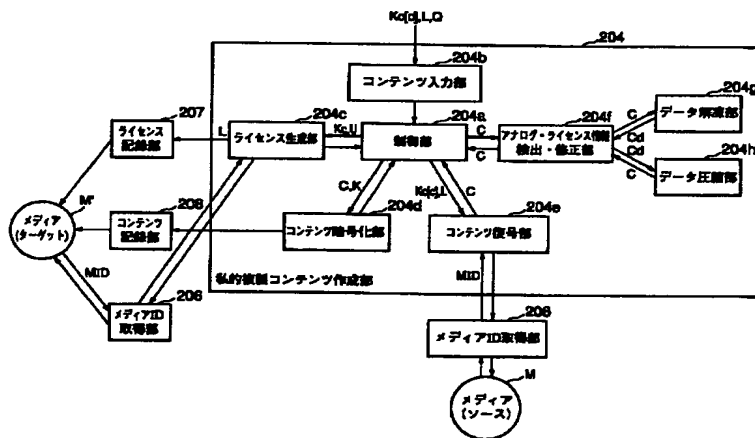 Kc[c],L,Q
204
204b
コンテンツ入力部
207
ライセンス
記録部
L
204c
ライセンス生成部
Kc,U
204a
制御部
C
C
204f
アナログ・ライセンス情報
検出・修正部
C
Cd
Cd
C
204g
データ解凍部
204h
データ圧縮部
M'
メディア
(ターゲット)
208
コンテンツ
記録部
C,K
204d
コンテンツ暗号化部
Kc[c],L
C
204e
コンテンツ復号部
MID
206
メディアID
取得部
私的複製コンテンツ作成部
MID
206
メディアID取得部
M
メディア
(ソース)